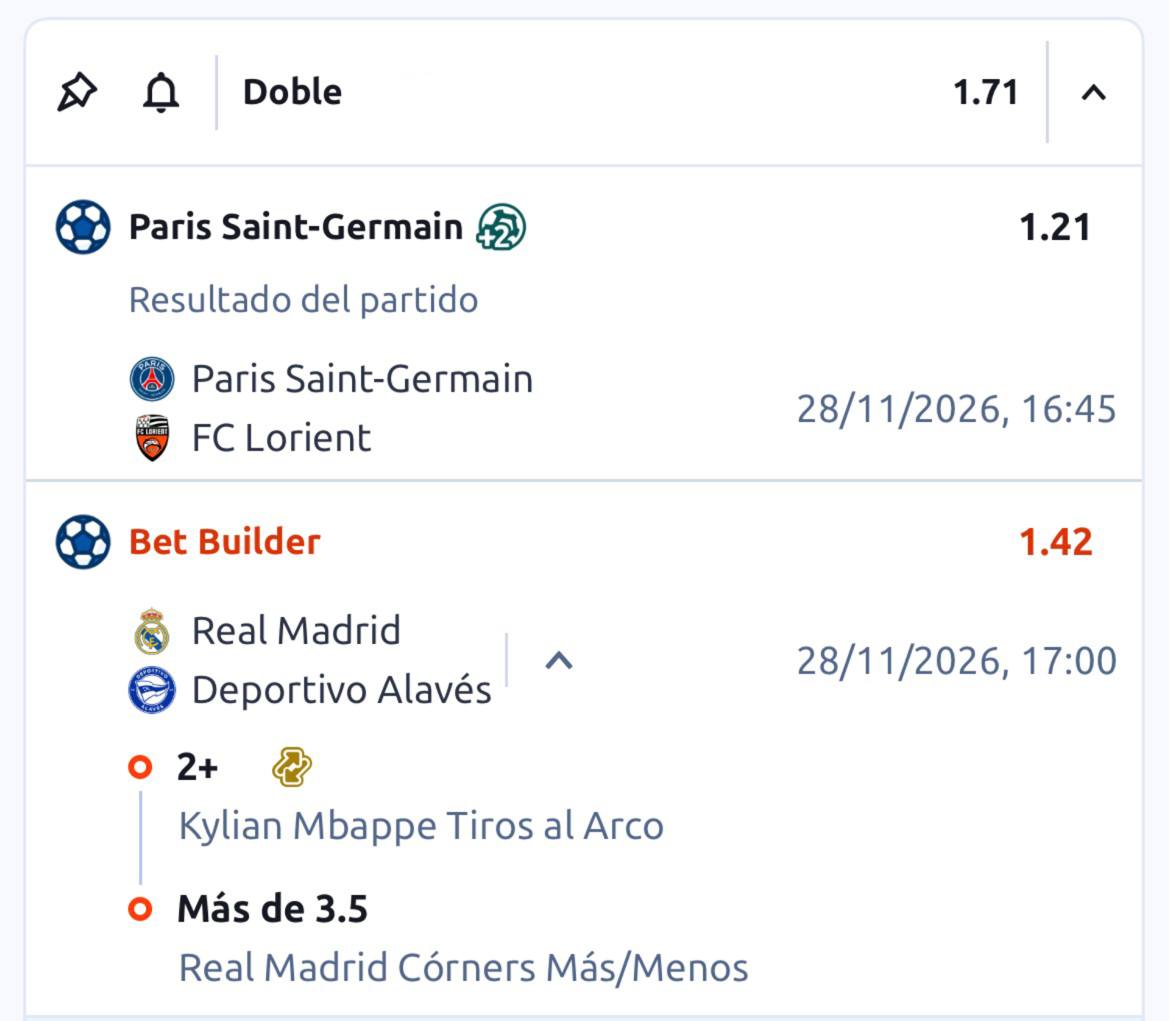 Doble
1.71
Paris Saint-Germain +2
1.21
Resultado del partido
Paris Saint-Germain
28/11/2026, 16:45
FC Lorient
Bet Builder
1.42
Real Madrid
28/11/2026, 17:00
Deportivo Alavés
2+
Kylian Mbappe Tiros al Arco
Más de 3.5
Real Madrid Córners Más/Menos